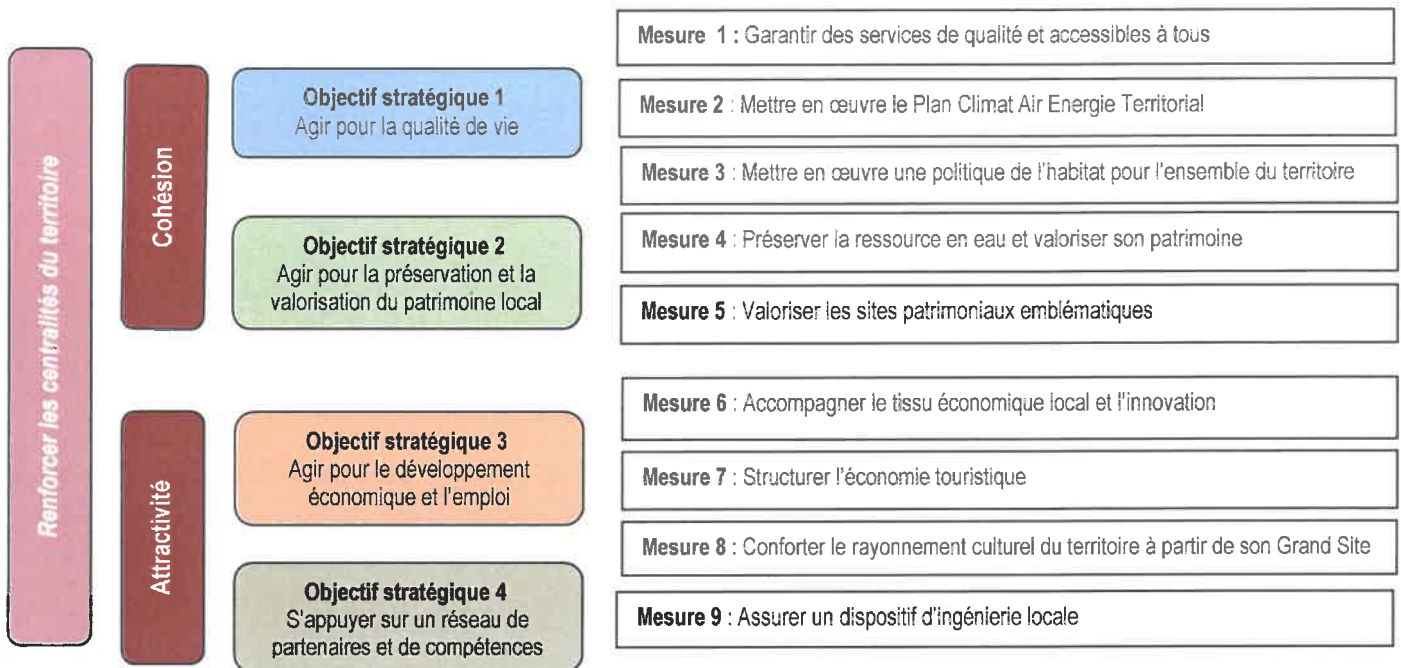 Renforcer les centralités du territoire
Cohésion
Objectif stratégique 1
Agir pour la qualité de vie
Objectif stratégique 2
Agir pour la préservation et la
valorisation du patrimoine local
Mesure 1 : Garantir des services de qualité et accessibles à tous
Mesure 2 : Mettre en œuvre le Plan Climat Air Energie Territorial
Mesure 3 : Mettre en œuvre une politique de l'habitat pour l'ensemble du territoire
Mesure 4 : Préserver la ressource en eau et valoriser son patrimoine
Mesure 5 : Valoriser les sites patrimoniaux emblématiques
Attractivité
Objectif stratégique 3
Agir pour le développement
économique et l'emploi
Objectif stratégique 4
S'appuyer sur un réseau de
partenaires et de compétences
Mesure 6 : Accompagner le tissu économique local et l'innovation
Mesure 7 : Structurer l'économie touristique
Mesure 8 : Conforter le rayonnement culturel du territoire à partir de son Grand Site
Mesure 9 : Assurer un dispositif d'ingénierie locale